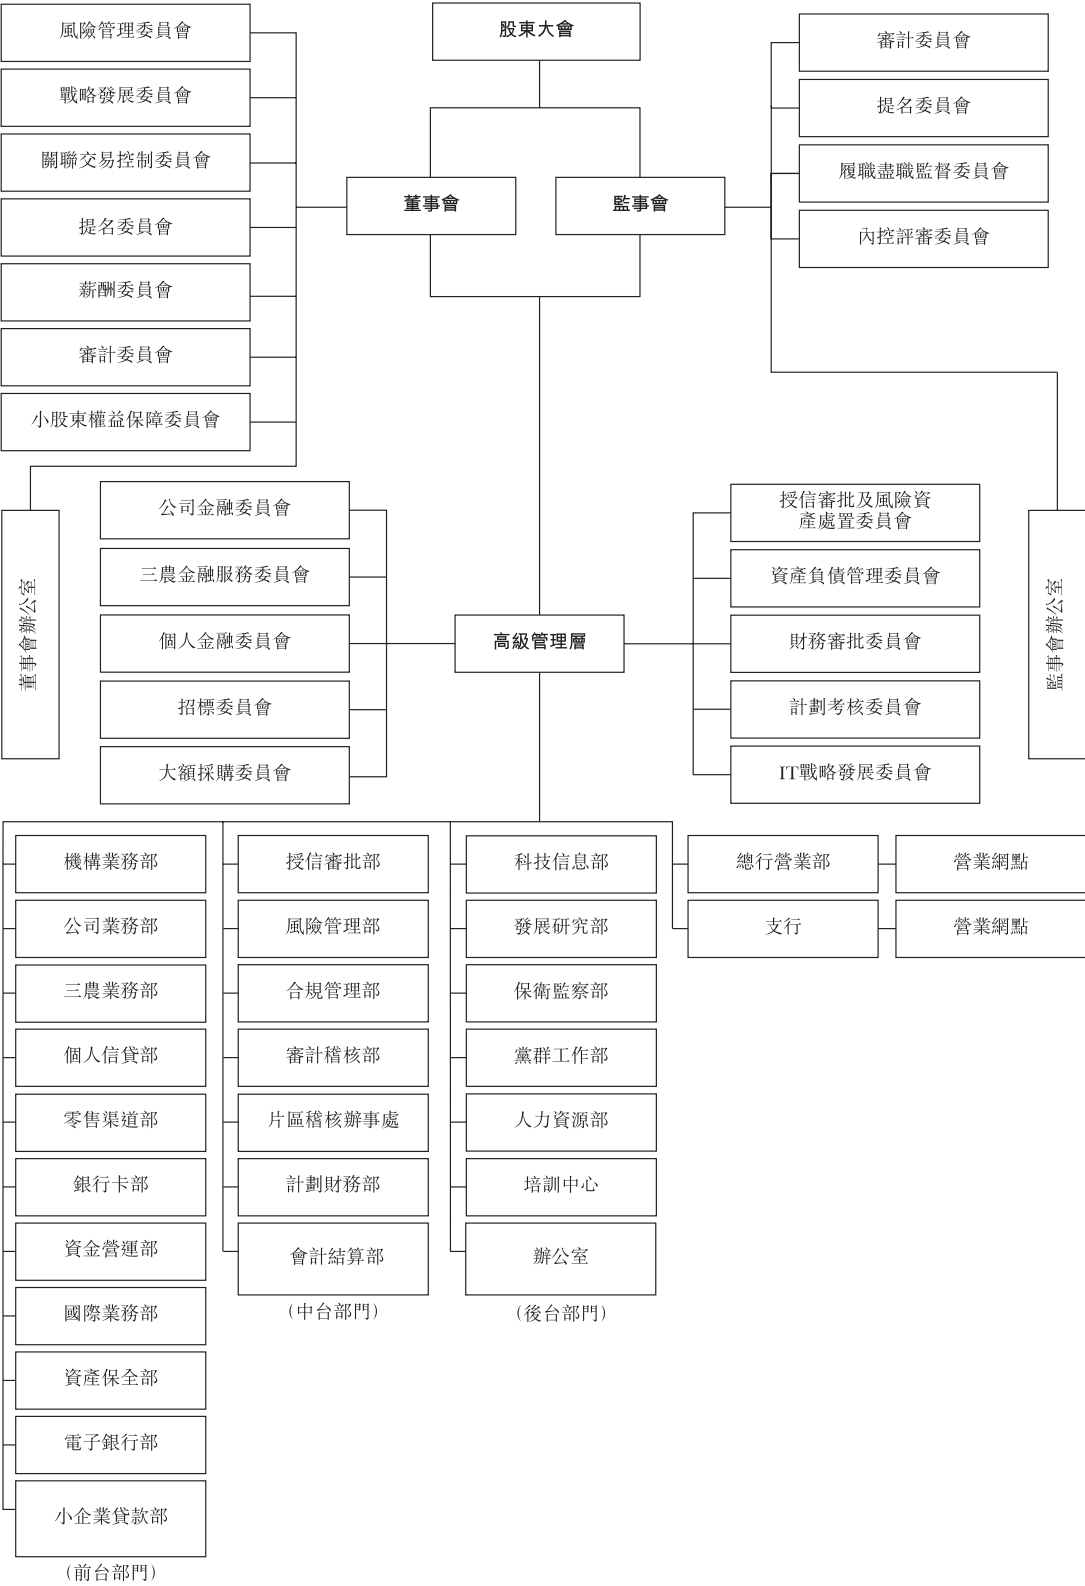 股東大會
董事會
監事會
風險管理委員會
戰略發展委員會
關聯交易控制委員會
提名委員會
薪酬委員會
審計委員會
小股東權益保障委員會
董事會辦公室
審計委員會
提名委員會
履職盡職監督委員會
內控評審委員會
監事會辦公室
高級管理層
公司金融委員會
三農金融服務委員會
個人金融委員會
招標委員會
大額採購委員會
授信審批及風險資
產處置委員會
資產負債管理委員會
財務審批委員會
計劃考核委員會
IT戰略發展委員會
機構業務部
公司業務部
三農業務部
個人信貸部
零售渠道部
銀行卡部
資金營運部
國際業務部
資產保全部
電子銀行部
小企業貸款部
(前台部門)
授信審批部
風險管理部
合規管理部
審計稽核部
片區稽核辦事處
計劃財務部
會計結算部
(中台部門)
科技信息部
發展研究部
保衛監察部
黨群工作部
人力資源部
培訓中心
辦公室
(後台部門)
總行營業部
營業網點
支行
營業網點